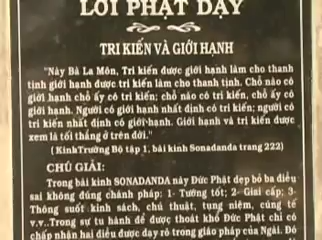 LỜI PHẬT DẠY
TRI KIẾN VÀ GIỚI HẠNH
"Này Bà La Môn, Tri kiến được giới hạnh làm cho thanh
tịnh giới hạnh được tri kiến làm cho thanh tịnh. Chỗ nào có
giới hạnh chỗ ấy có tri kiến; chỗ nào có tri kiến, chỗ ấy có
giới hạnh. Người có giới hạnh nhất định có tri kiến; người có
tri kiến nhất định có giới hạnh. Giới hạnh và tri kiến được
xem là tối thắng ở trên đời."
(Kinh Trường Bộ tập 1, bài kinh Sonadanda trang 222)
CHÚ GIẢI:
Trong bài kinh SONADANDA này Đức Phật dẹp bỏ ba điều
sai không đúng chánh pháp: 1- Tướng tốt; 2- Giai cấp; 3-
Thông suốt kinh sách, chú thuật, tụng niệm, cúng tế
v.v..Trong sự tu hành để được thoát khổ Đức Phật chỉ có
chấp nhận hai điều được dạy rõ trong giáo pháp của Ngài. Đó